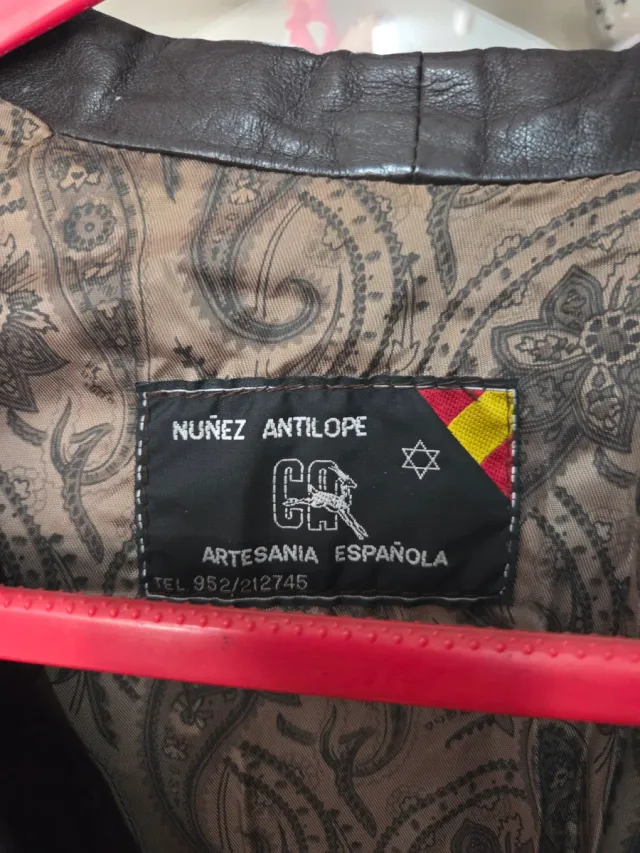 NUÑEZ ANTILOPE
CA
ARTESANIA ESPAÑOLA
TEL 952/212745